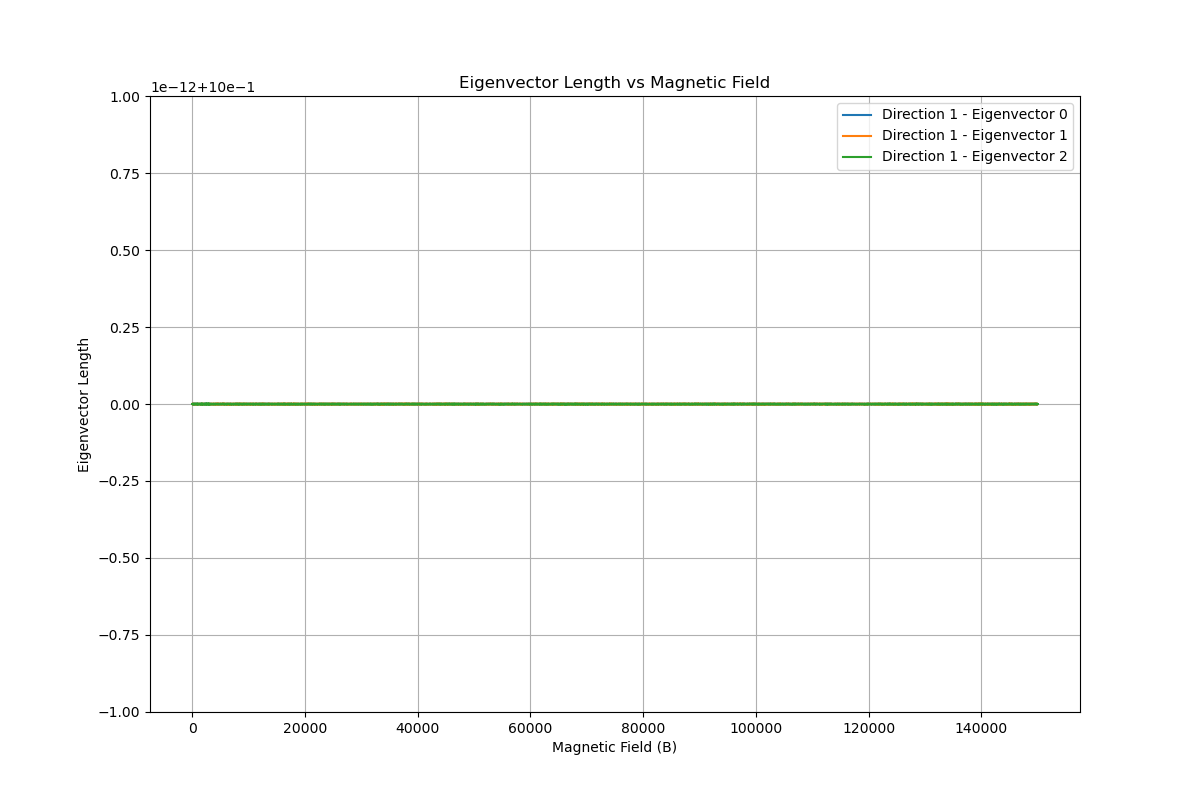 Eigenvector Length vs Magnetic Field
1e−12+10e−1
1.00
0.75
0.50
0.25
0.00
−0.25
−0.50
−0.75
−1.00
Eigenvector Length
Direction 1 - Eigenvector 0
Direction 1 - Eigenvector 1
Direction 1 - Eigenvector 2
0 20000 40000 60000 80000 100000 120000 140000
Magnetic Field (B)